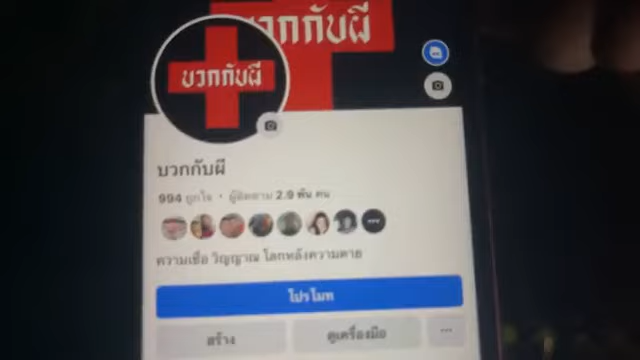 บวกกับผี
บวกกับผี
บวกกับผี
994 ถูกใจ • ผู้ติดตาม 2.9 พัน คน
ความเชื่อ วิญญาณ โลกหลังความตาย
โปรโมท
สร้าง
ดูเครื่องมือ